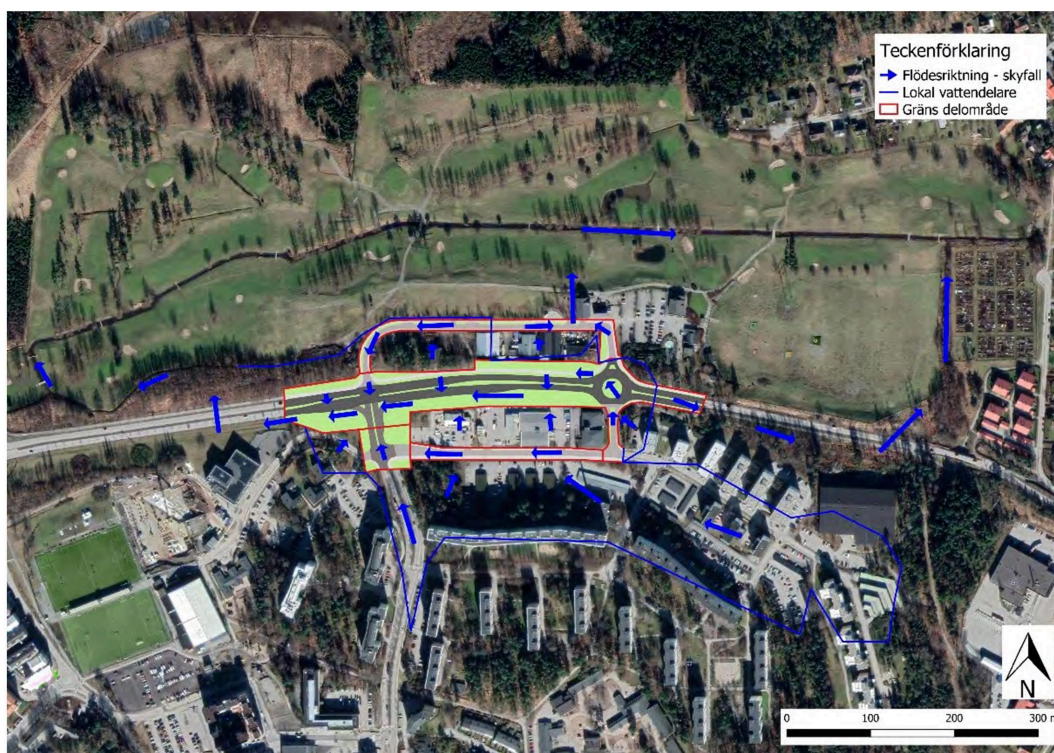 Teckenförklaring
Flödesriktning - skyfall
Lokal vattendelare
Gräns delområde
N
0 100 200 300 m